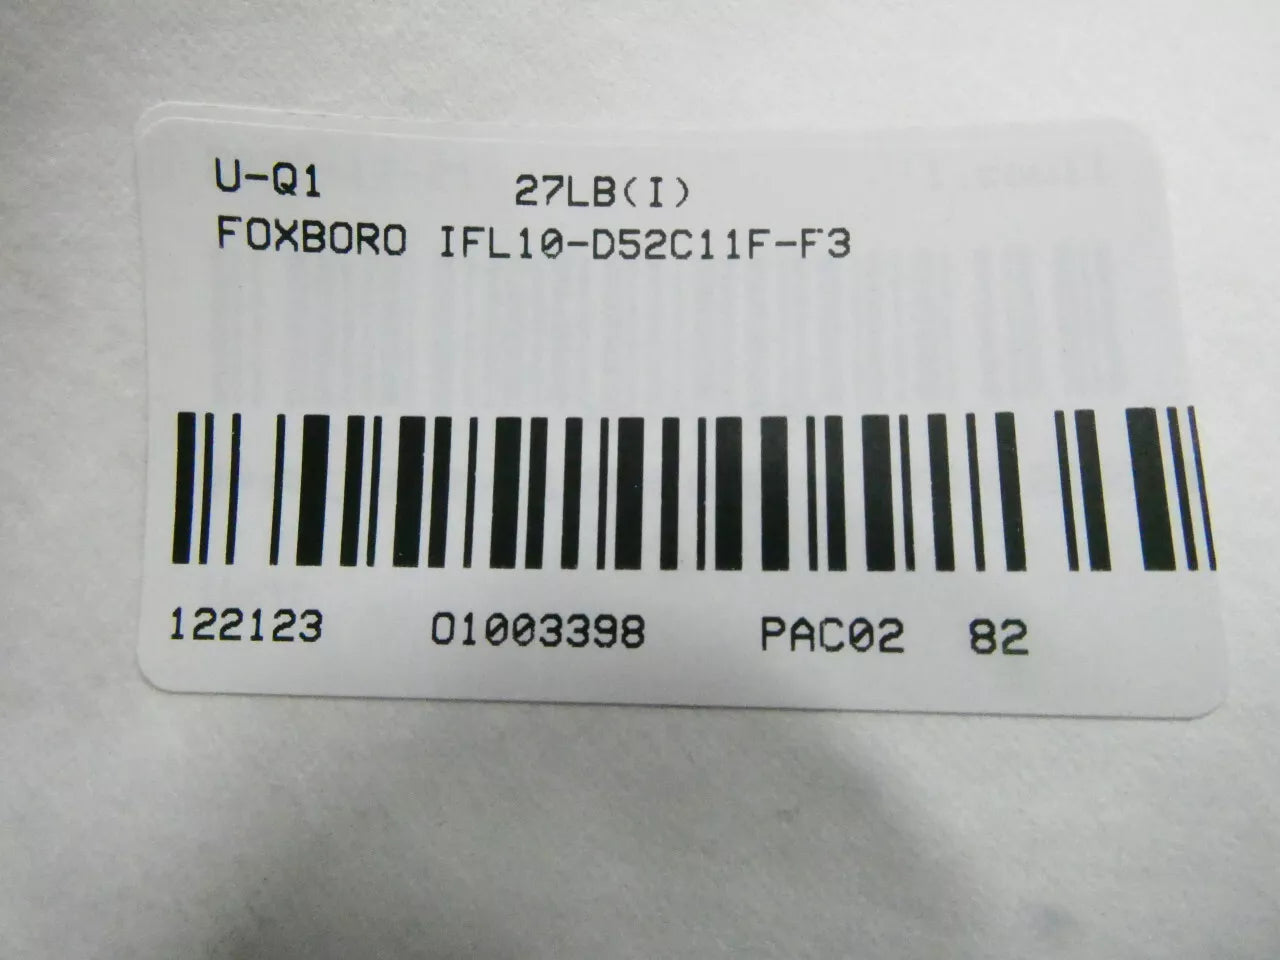 U-Q1 27LB(I)
FOXBORO IFL10-D52C11F-F3
122123 01003398 PAC02 82